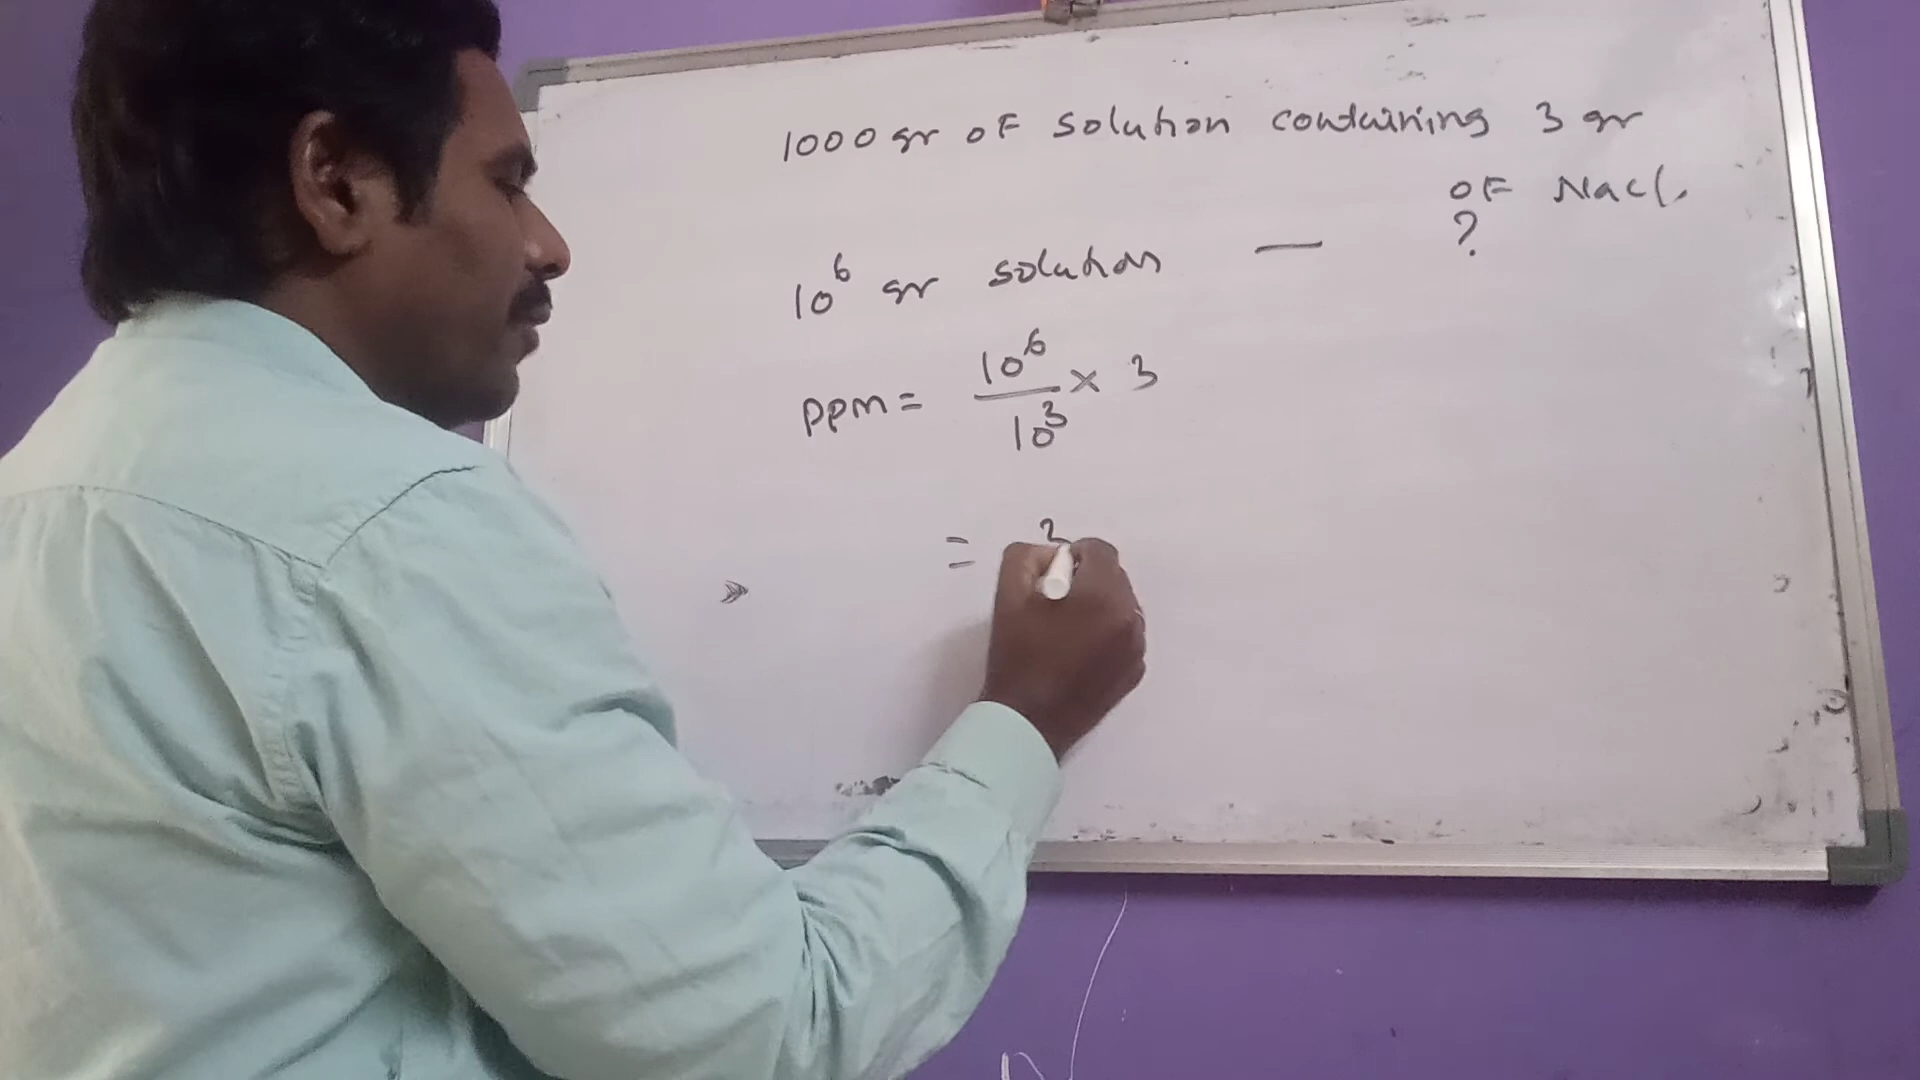 1000 gr of solution containing 3 gr
of Nacl.
10⁶ gr solution — ?
ppm = 10⁶/10³ × 3
=